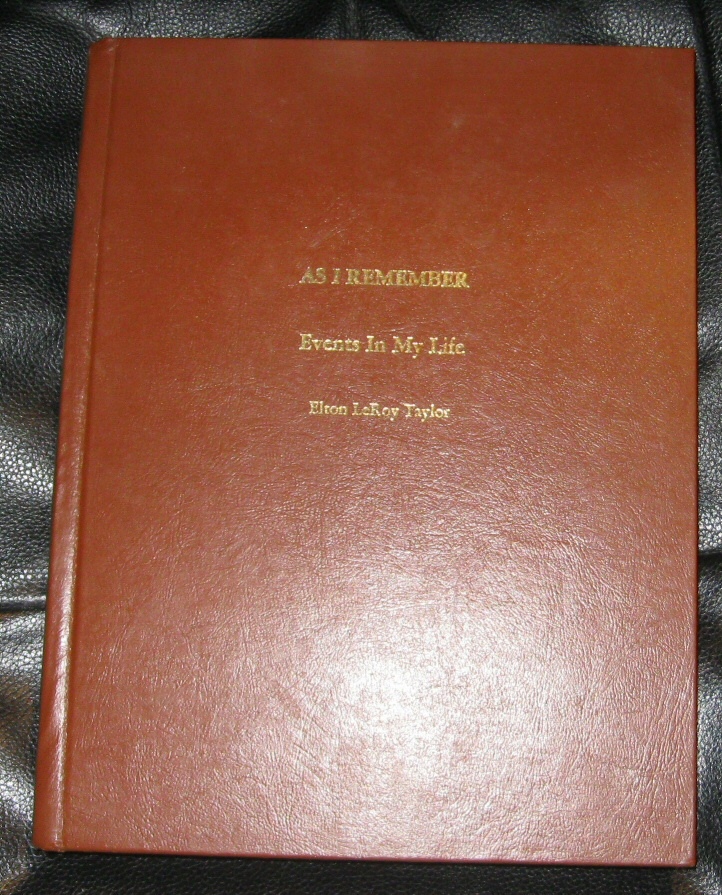 AS I REMEMBER
Events In My Life
Elton LeRoy Taylor